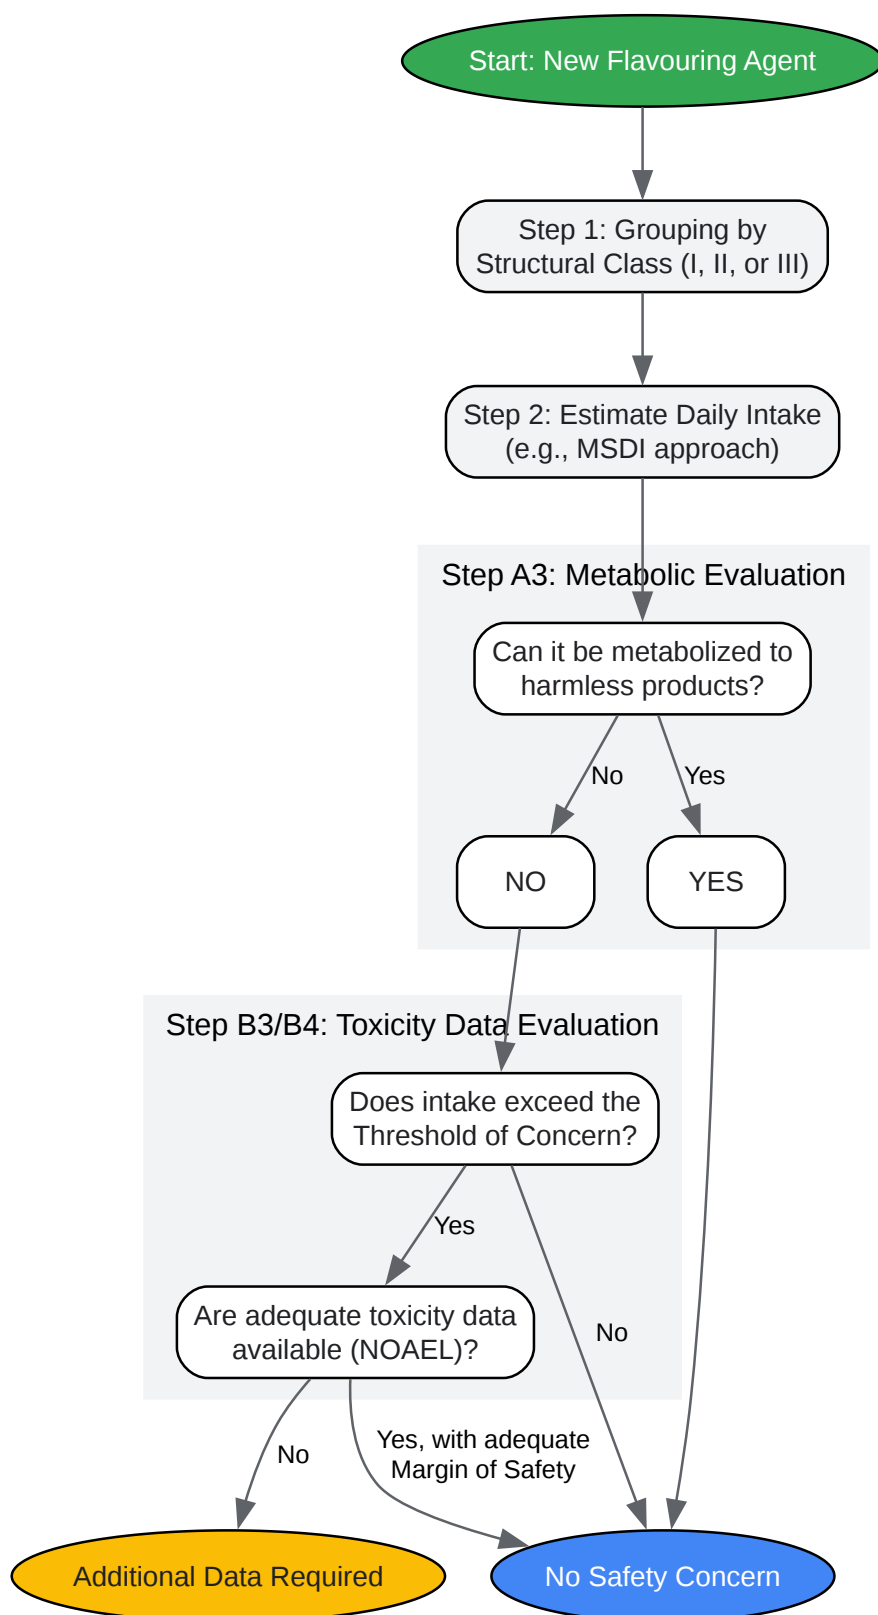 Start: New Flavouring Agent
Step 1: Grouping by
Structural Class (I, II, or III)
Step 2: Estimate Daily Intake
(e.g., MSDI approach)
Step A3: Metabolic Evaluation
Can it be metabolized to
harmless products?
No
Yes
NO
YES
Step B3/B4: Toxicity Data Evaluation
Does intake exceed the
Threshold of Concern?
Yes
Are adequate toxicity data
available (NOAEL)?
No
No
Yes, with adequate
Margin of Safety
Additional Data Required
No Safety Concern